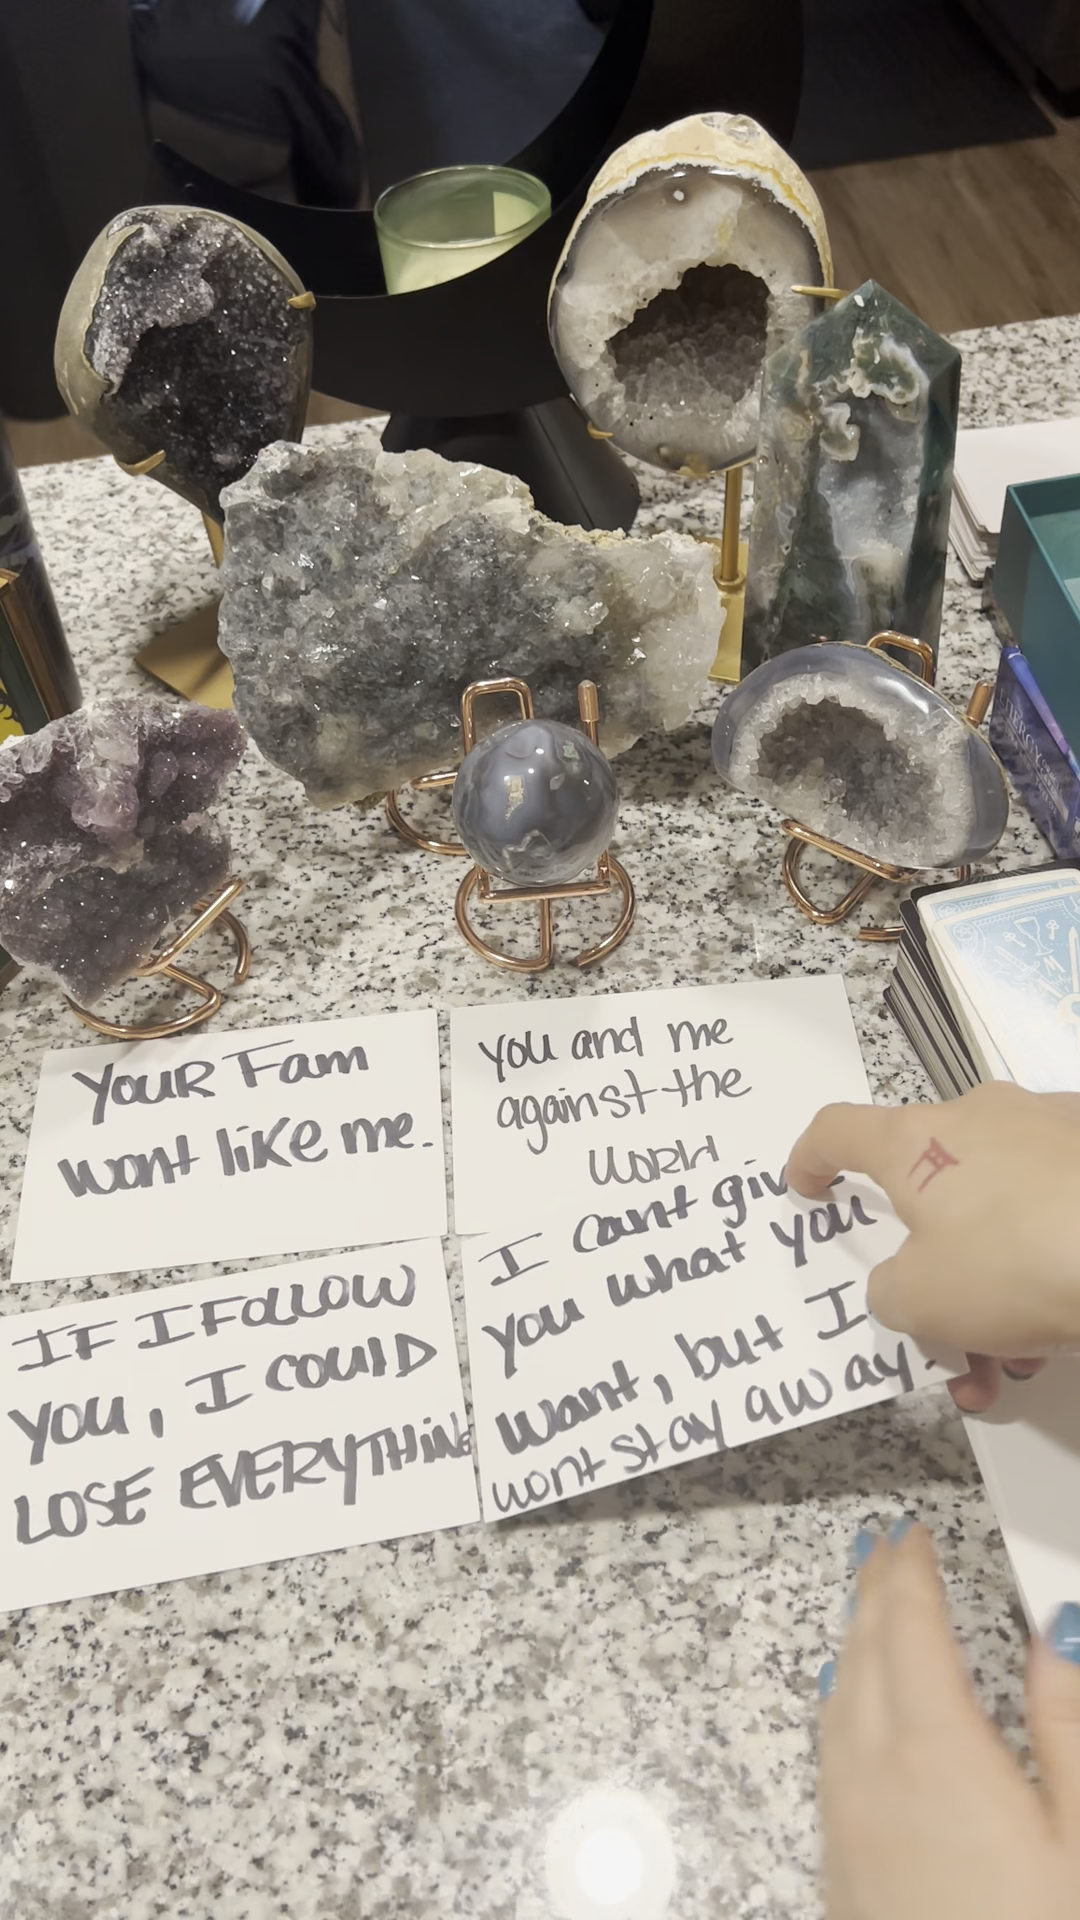 YOUR Fam
wont like me.
you and me
against the
WORLD
IF I FOLLOW
YOU, I COULD
LOSE EVERYTHING
I cant give
you what you
want, but I
wont stay away.